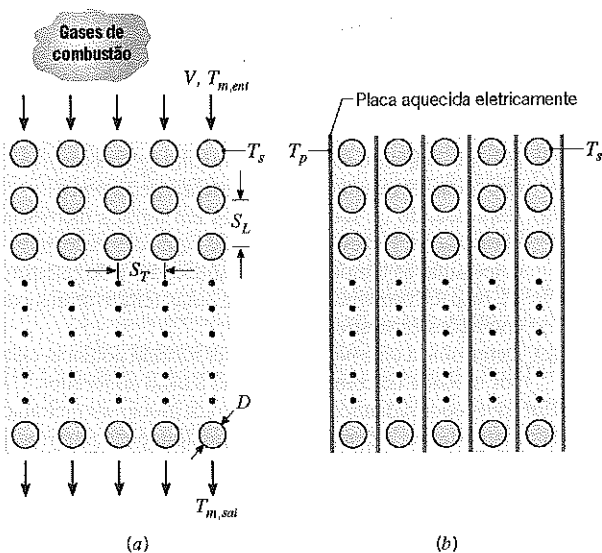 Gases de
combustão
V, T_{m,ent}
T_s
S_L
S_T
D
T_{m,sai}
(a)
Placa aquecida eletricamente
T_p
T_s
(b)